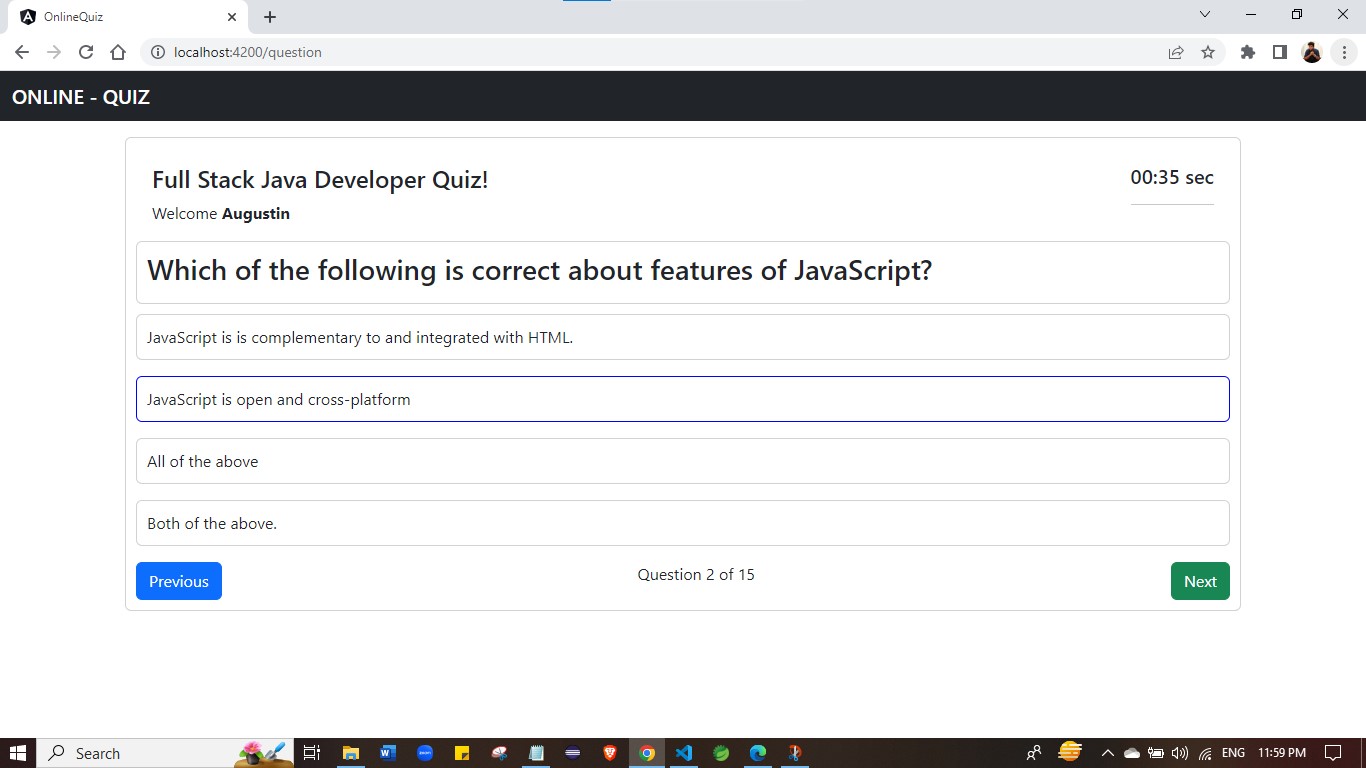 OnlineQuiz
localhost:4200/question
ONLINE - QUIZ
Full Stack Java Developer Quiz!
00:35 sec
Welcome Augustin
Which of the following is correct about features of JavaScript?
JavaScript is is complementary to and integrated with HTML.
JavaScript is open and cross-platform
All of the above
Both of the above.
Previous
Question 2 of 15
Next
Search
ENG
11:59 PM